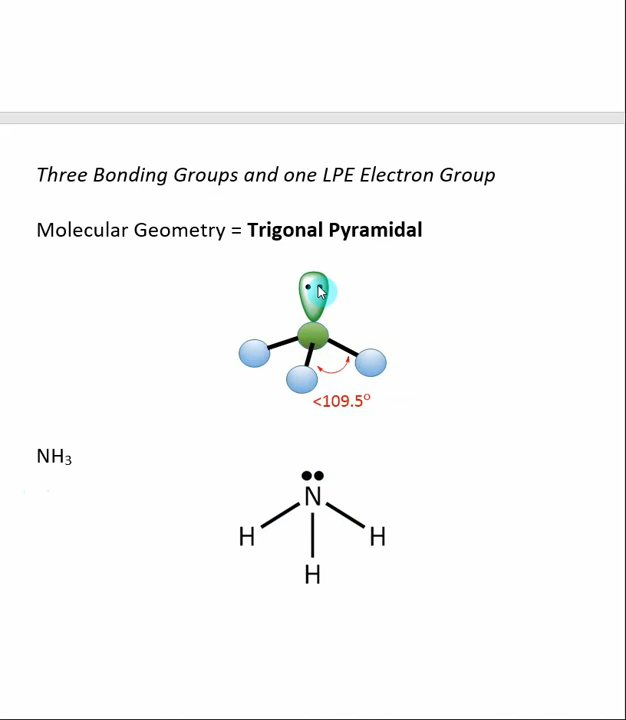 Three Bonding Groups and one LPE Electron Group
Molecular Geometry = Trigonal Pyramidal
<109.5°
NH₃
N
H H
H